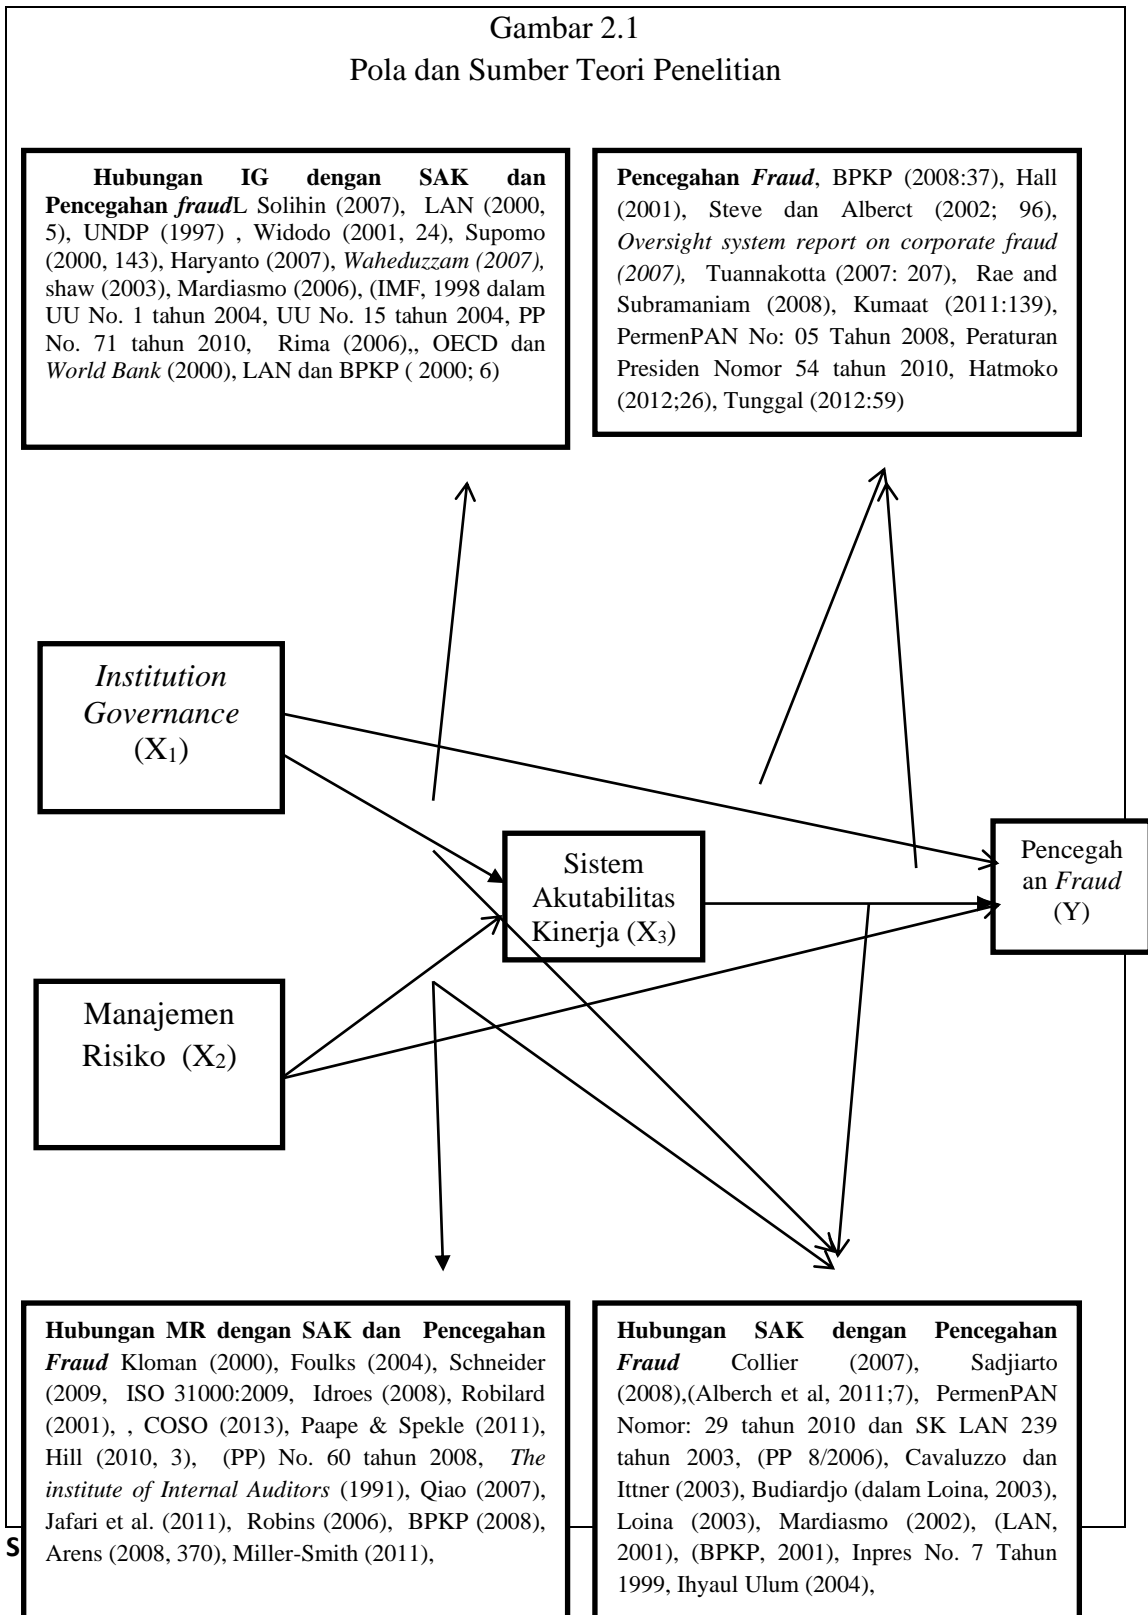 Gambar 2.1
Pola dan Sumber Teori Penelitian
Hubungan IG dengan SAK dan
Pencegahan fraudL Solihin (2007), LAN (2000,
5), UNDP (1997) , Widodo (2001, 24), Supomo
(2000, 143), Haryanto (2007), Waheduzzam (2007),
shaw (2003), Mardiasmo (2006), (IMF, 1998 dalam
UU No. 1 tahun 2004, UU No. 15 tahun 2004, PP
No. 71 tahun 2010, Rima (2006),, OECD dan
World Bank (2000), LAN dan BPKP ( 2000; 6)
Pencegahan Fraud, BPKP (2008:37), Hall
(2001), Steve dan Alberct (2002; 96),
Oversight system report on corporate fraud
(2007), Tuannakotta (2007: 207), Rae and
Subramaniam (2008), Kumaat (2011:139),
PermenPAN No: 05 Tahun 2008, Peraturan
Presiden Nomor 54 tahun 2010, Hatmoko
(2012;26), Tunggal (2012:59)
Institution
Governance
(X1)
Sistem
Akutabilitas
Kinerja (X3)
Pencegah
an Fraud
(Y)
Manajemen
Risiko (X2)
Hubungan MR dengan SAK dan Pencegahan
Fraud Kloman (2000), Foulks (2004), Schneider
(2009, ISO 31000:2009, Idroes (2008), Robilard
(2001), , COSO (2013), Paape & Spekle (2011),
Hill (2010, 3), (PP) No. 60 tahun 2008, The
institute of Internal Auditors (1991), Qiao (2007),
Jafari et al. (2011), Robins (2006), BPKP (2008),
Arens (2008, 370), Miller-Smith (2011),
Hubungan SAK dengan Pencegahan
Fraud Collier (2007), Sadjiarto
(2008),(Alberch et al, 2011;7), PermenPAN
Nomor: 29 tahun 2010 dan SK LAN 239
tahun 2003, (PP 8/2006), Cavaluzzo dan
Ittner (2003), Budiardjo (dalam Loina, 2003),
Loina (2003), Mardiasmo (2002), (LAN,
2001), (BPKP, 2001), Inpres No. 7 Tahun
1999, Ihyaul Ulum (2004),
S